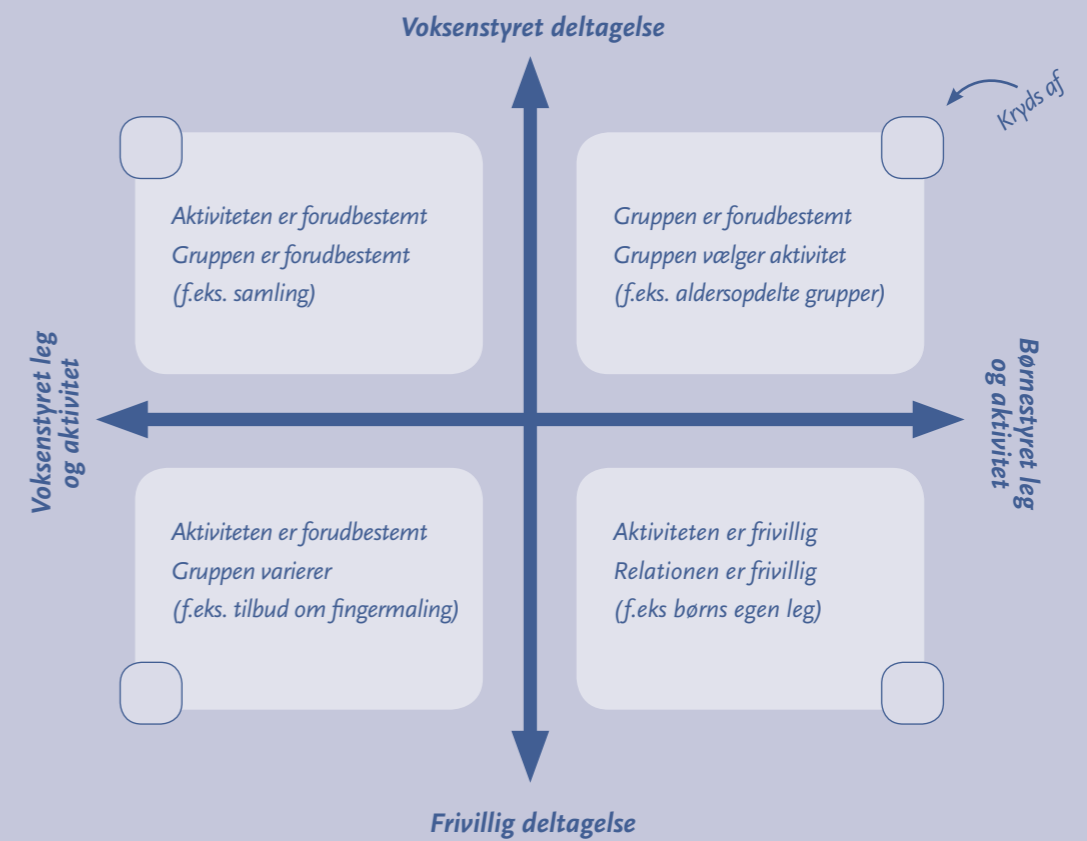 Voksenstyret deltagelse
Kryds af
Aktiviteten er forudbestemt
Gruppen er forudbestemt
(f.eks. samling)
Gruppen er forudbestemt
Gruppen vælger aktivitet
(f.eks. aldersopdelte grupper)
Voksenstyret leg
og aktivitet
Børnestyret leg
og aktivitet
Aktiviteten er forudbestemt
Gruppen varierer
(f.eks. tilbud om fingermaling)
Aktiviteten er frivillig
Relationen er frivillig
(f.eks børns egen leg)
Frivillig deltagelse